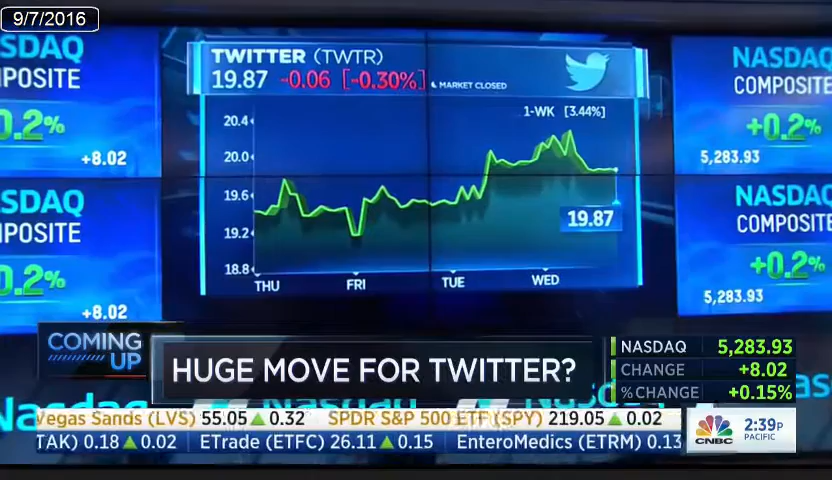 9/7/2016
NASDAQ
COMPOSITE
0.2%
+8.02
TWITTER (TWTR)
19.87 -0.06 [-0.30%] MARKET CLOSED
1-WK [3.44%]
20.4
20.0
19.6
19.2
18.8
19.87
THU FRI TUE WED
NASDAQ
COMPOSITE
+0.2%
5,283.93
SDAQ
MPOSITE
0.2%
+8.02
NASDAQ
COMPOSITE
+0.2%
5,283.93
COMING UP
HUGE MOVE FOR TWITTER?
NASDAQ 5,283.93
CHANGE +8.02
%CHANGE +0.15%
Vegas Sands (LVS) 55.05 ▲ 0.32 SPDR S&P 500 ETF (SPY) 219.05 ▲ 0.02
TAK) 0.18 ▲ 0.02 ETrade (ETFC) 26.11 ▲ 0.15 EnteroMedics (ETRM) 0.13
CNBC
2:39P
PACIFIC